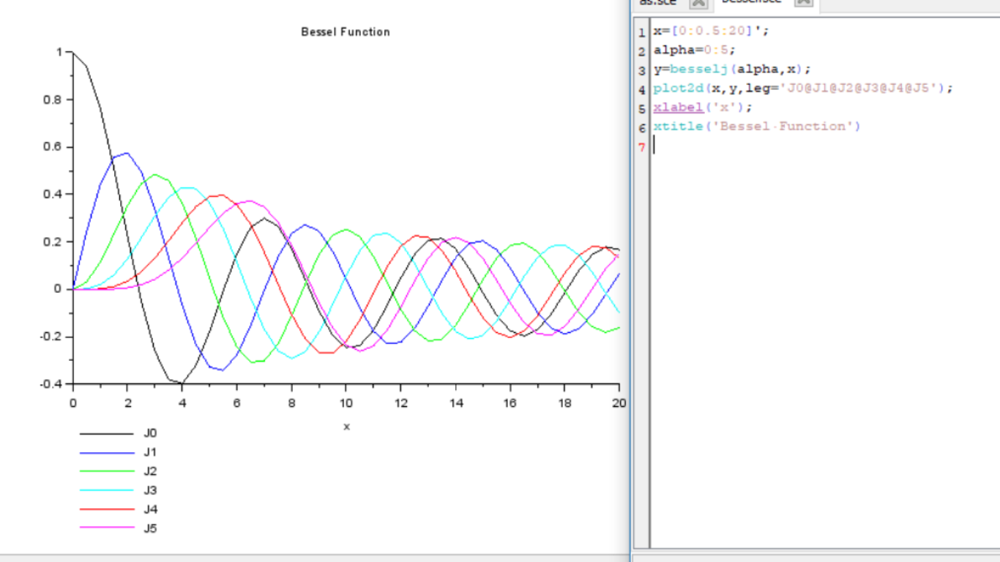 Bessel Function
1
0.8
0.6
0.4
0.2
0
-0.2
-0.4
0 2 4 6 8 10 12 14 16 18 20
x
J0
J1
J2
J3
J4
J5
as.sce
1 x=[0:0.5:20]';
2 alpha=0:5;
3 y=besselj(alpha,x);
4 plot2d(x,y,leg='J0@J1@J2@J3@J4@J5');
5 xlabel('x');
6 xtitle('Bessel·Function')
7